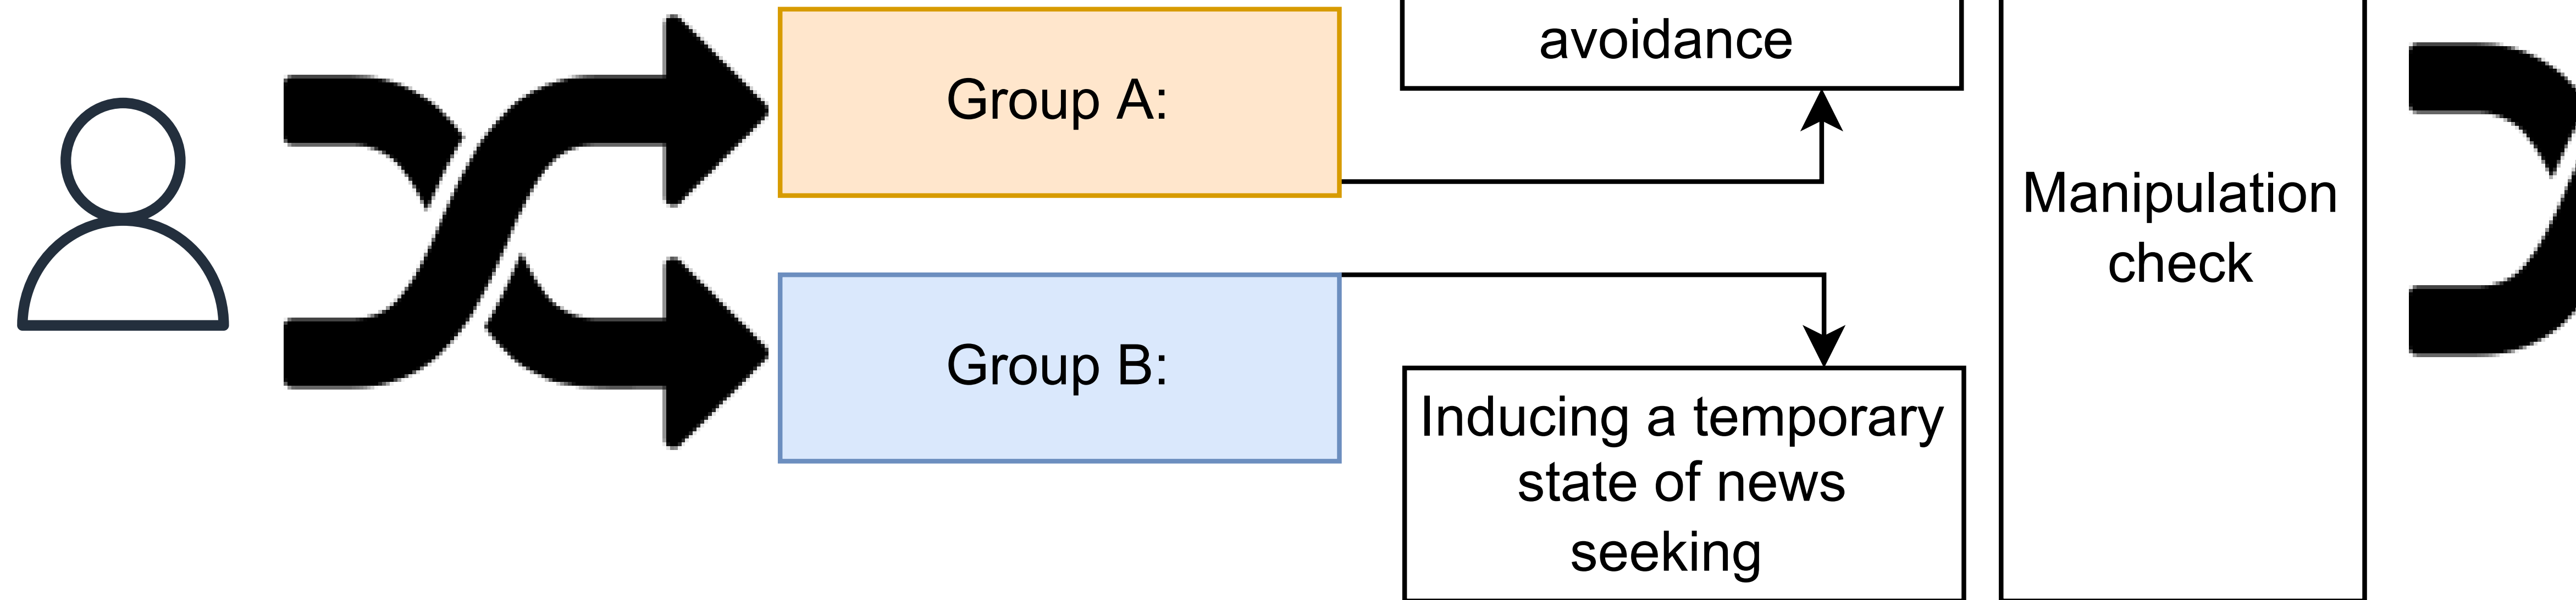 Group A:
avoidance
Group B:
Inducing a temporary
state of news
seeking
Manipulation
check